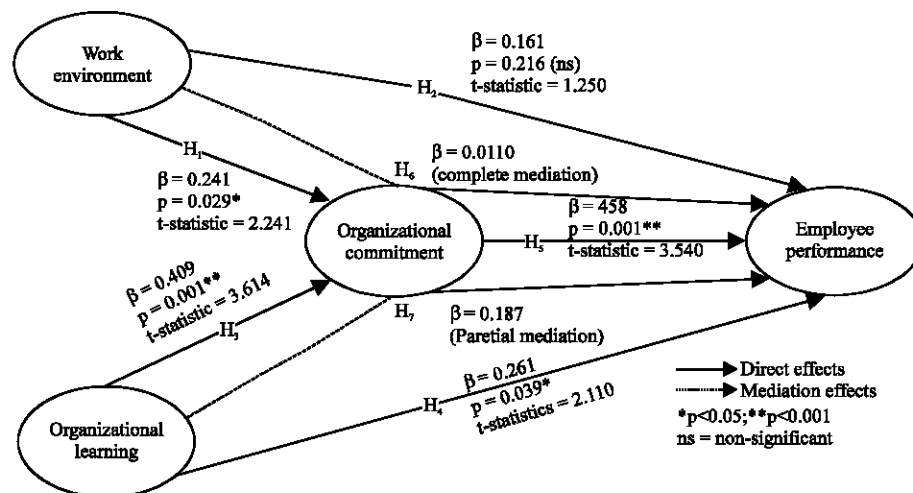 Work
environment
β = 0.161
p = 0.216 (ns)
t-statistic = 1.250
H₂
H₁
β = 0.241
p = 0.029*
t-statistic = 2.241
H₆
β = 0.0110
(complete mediation)
Organizational
commitment
β = 458
p = 0.001**
t-statistic = 3.540
H₅
Employee
performance
β = 0.409
p = 0.001**
t-statistic = 3.614
H₃
H₇
β = 0.187
(Paretial mediation)
β = 0.261
p = 0.039*
t-statistics = 2.110
H₄
Organizational
learning
Direct effects
Mediation effects
*p<0.05;**p<0.001
ns = non-significant